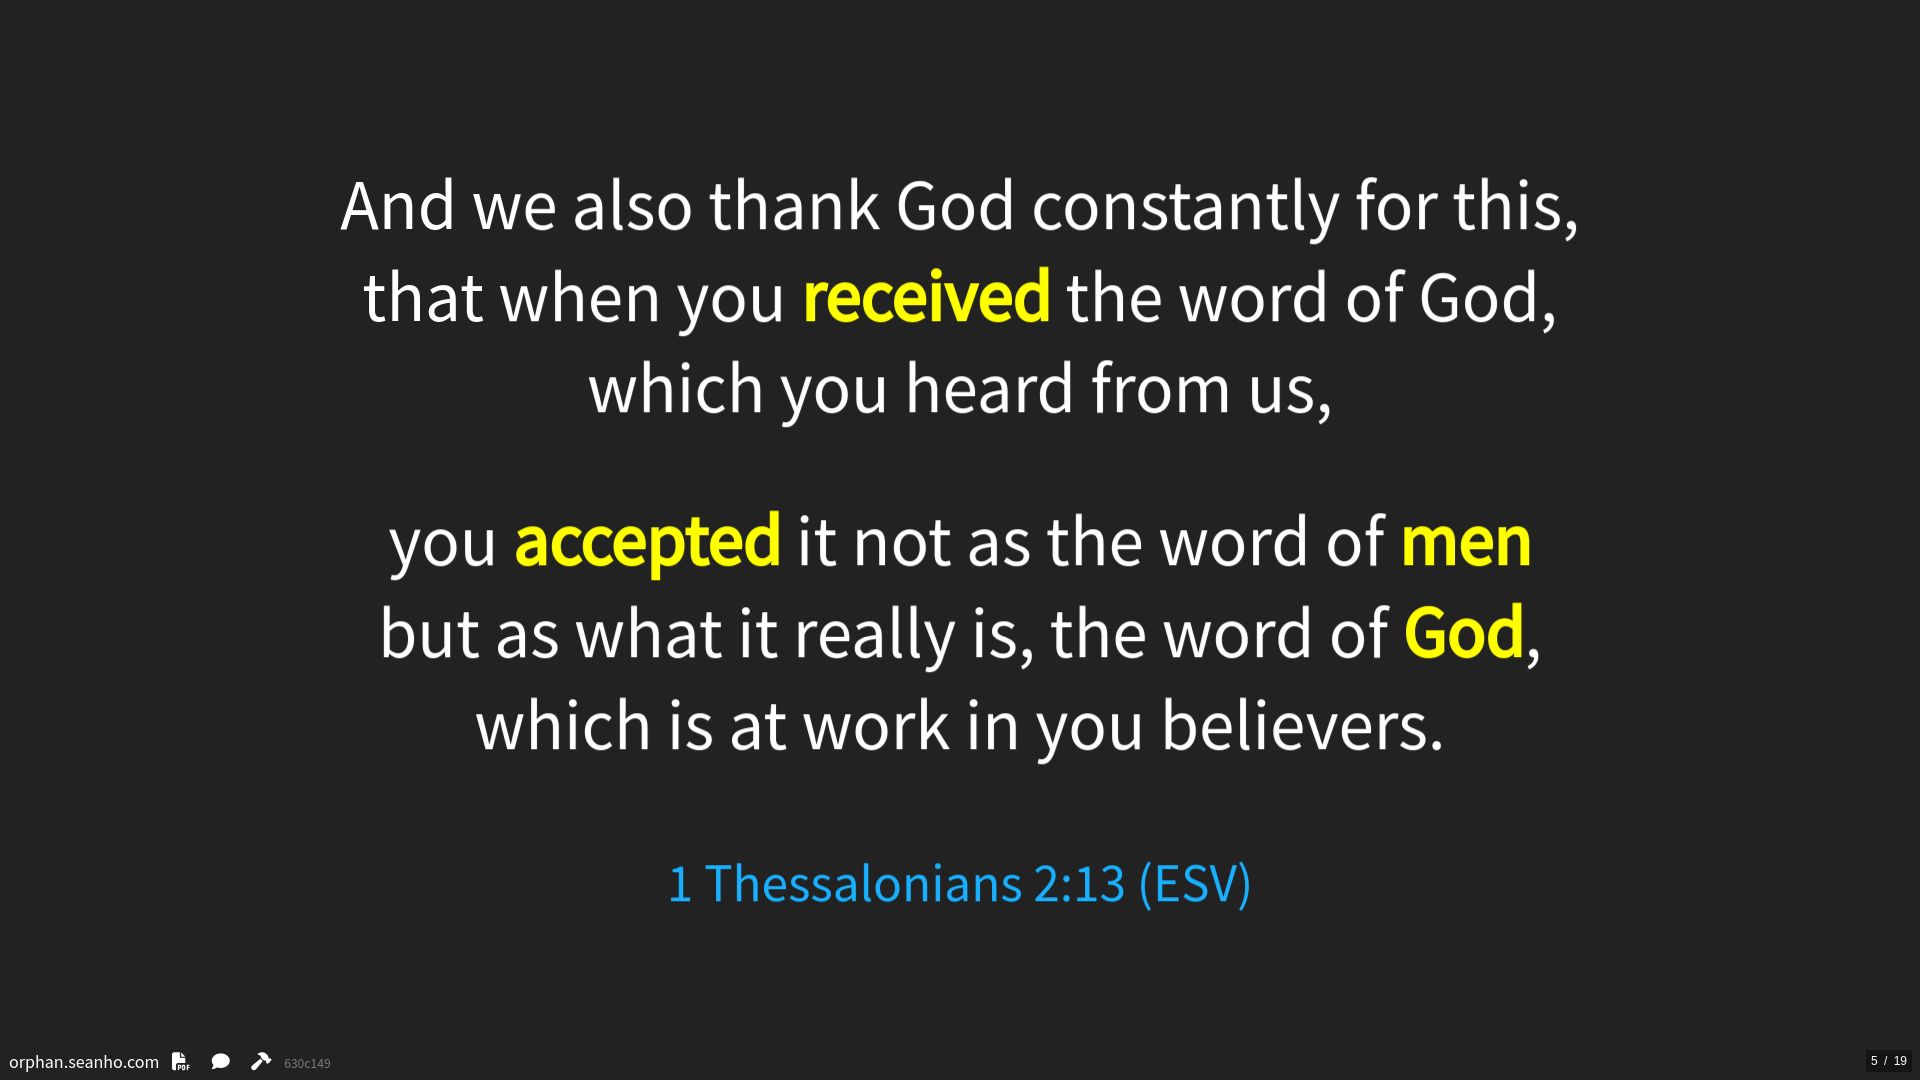 And we also thank God constantly for this,
that when you received the word of God,
which you heard from us,
you accepted it not as the word of men
but as what it really is, the word of God,
which is at work in you believers.
1 Thessalonians 2:13 (ESV)
orphan.seanho.com PDF 630c149
5 / 19